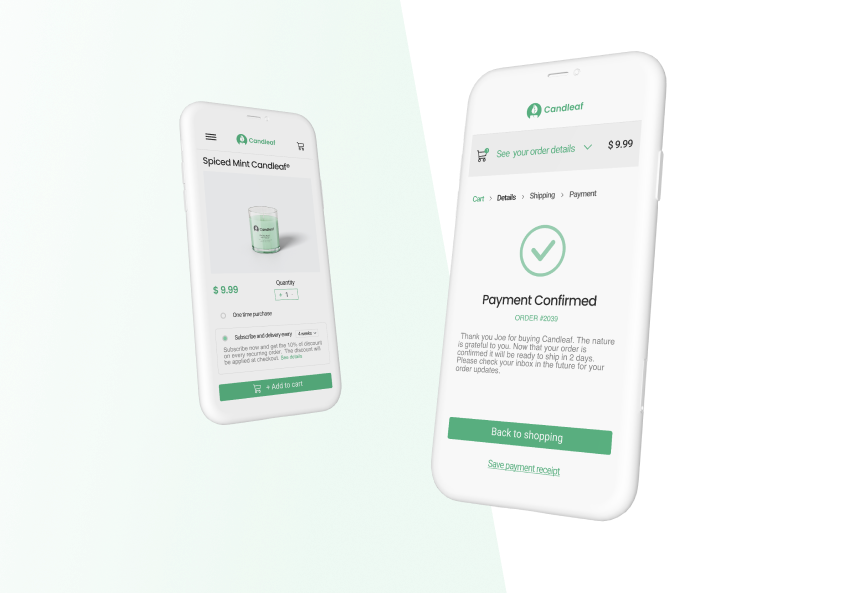 Candleaf
Spiced Mint Candleaf®
Candleaf
$ 9.99
Quantity
+ 1
One time purchase
Subscribe and delivery every 4 weeks
Subscribe now and get the 10% of discount
on every recurring order. The discount will
be applied at checkout. See details
+ Add to cart
Candleaf
See your order details
$ 9.99
Cart > Details > Shipping > Payment
Payment Confirmed
ORDER #2039
Thank you Joe for buying Candleaf. The nature
is grateful to you. Now that your order is
confirmed it will be ready to ship in 2 days.
Please check your inbox in the future for your
order updates.
Back to shopping
Save payment receipt